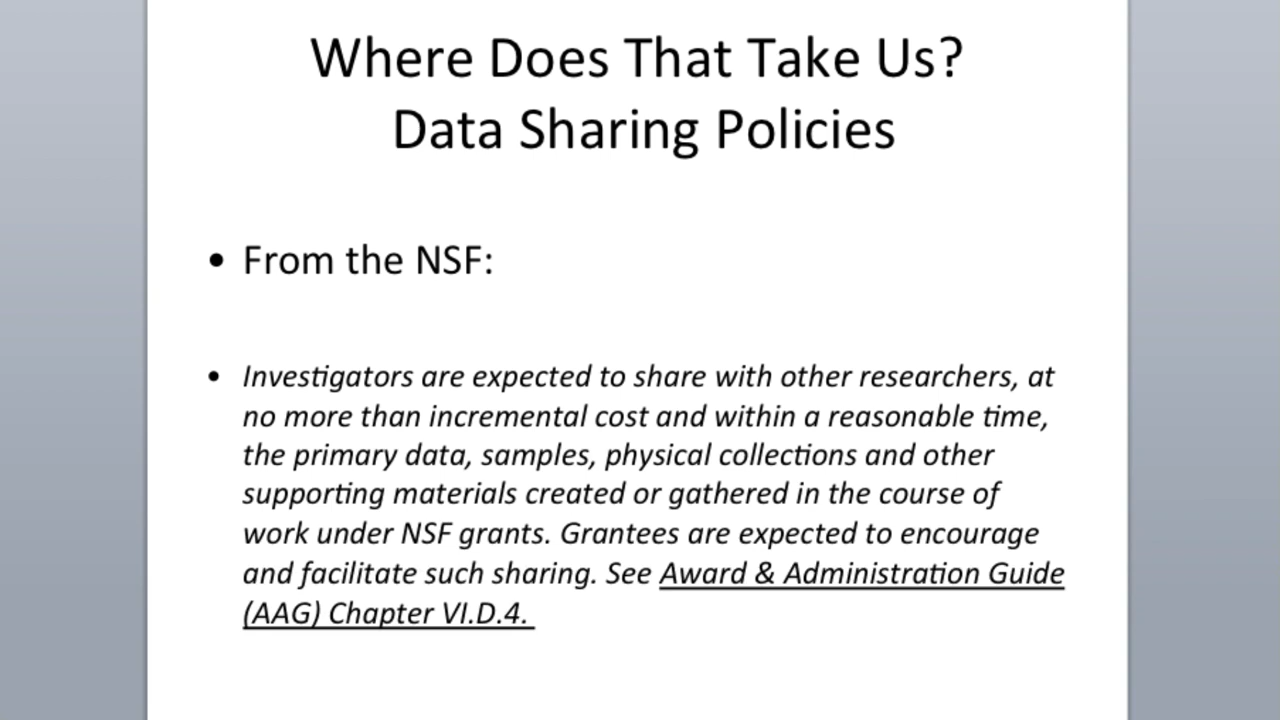 Where Does That Take Us?
Data Sharing Policies
• From the NSF:
• Investigators are expected to share with other researchers, at
no more than incremental cost and within a reasonable time,
the primary data, samples, physical collections and other
supporting materials created or gathered in the course of
work under NSF grants. Grantees are expected to encourage
and facilitate such sharing. See Award & Administration Guide
(AAG) Chapter VI.D.4.